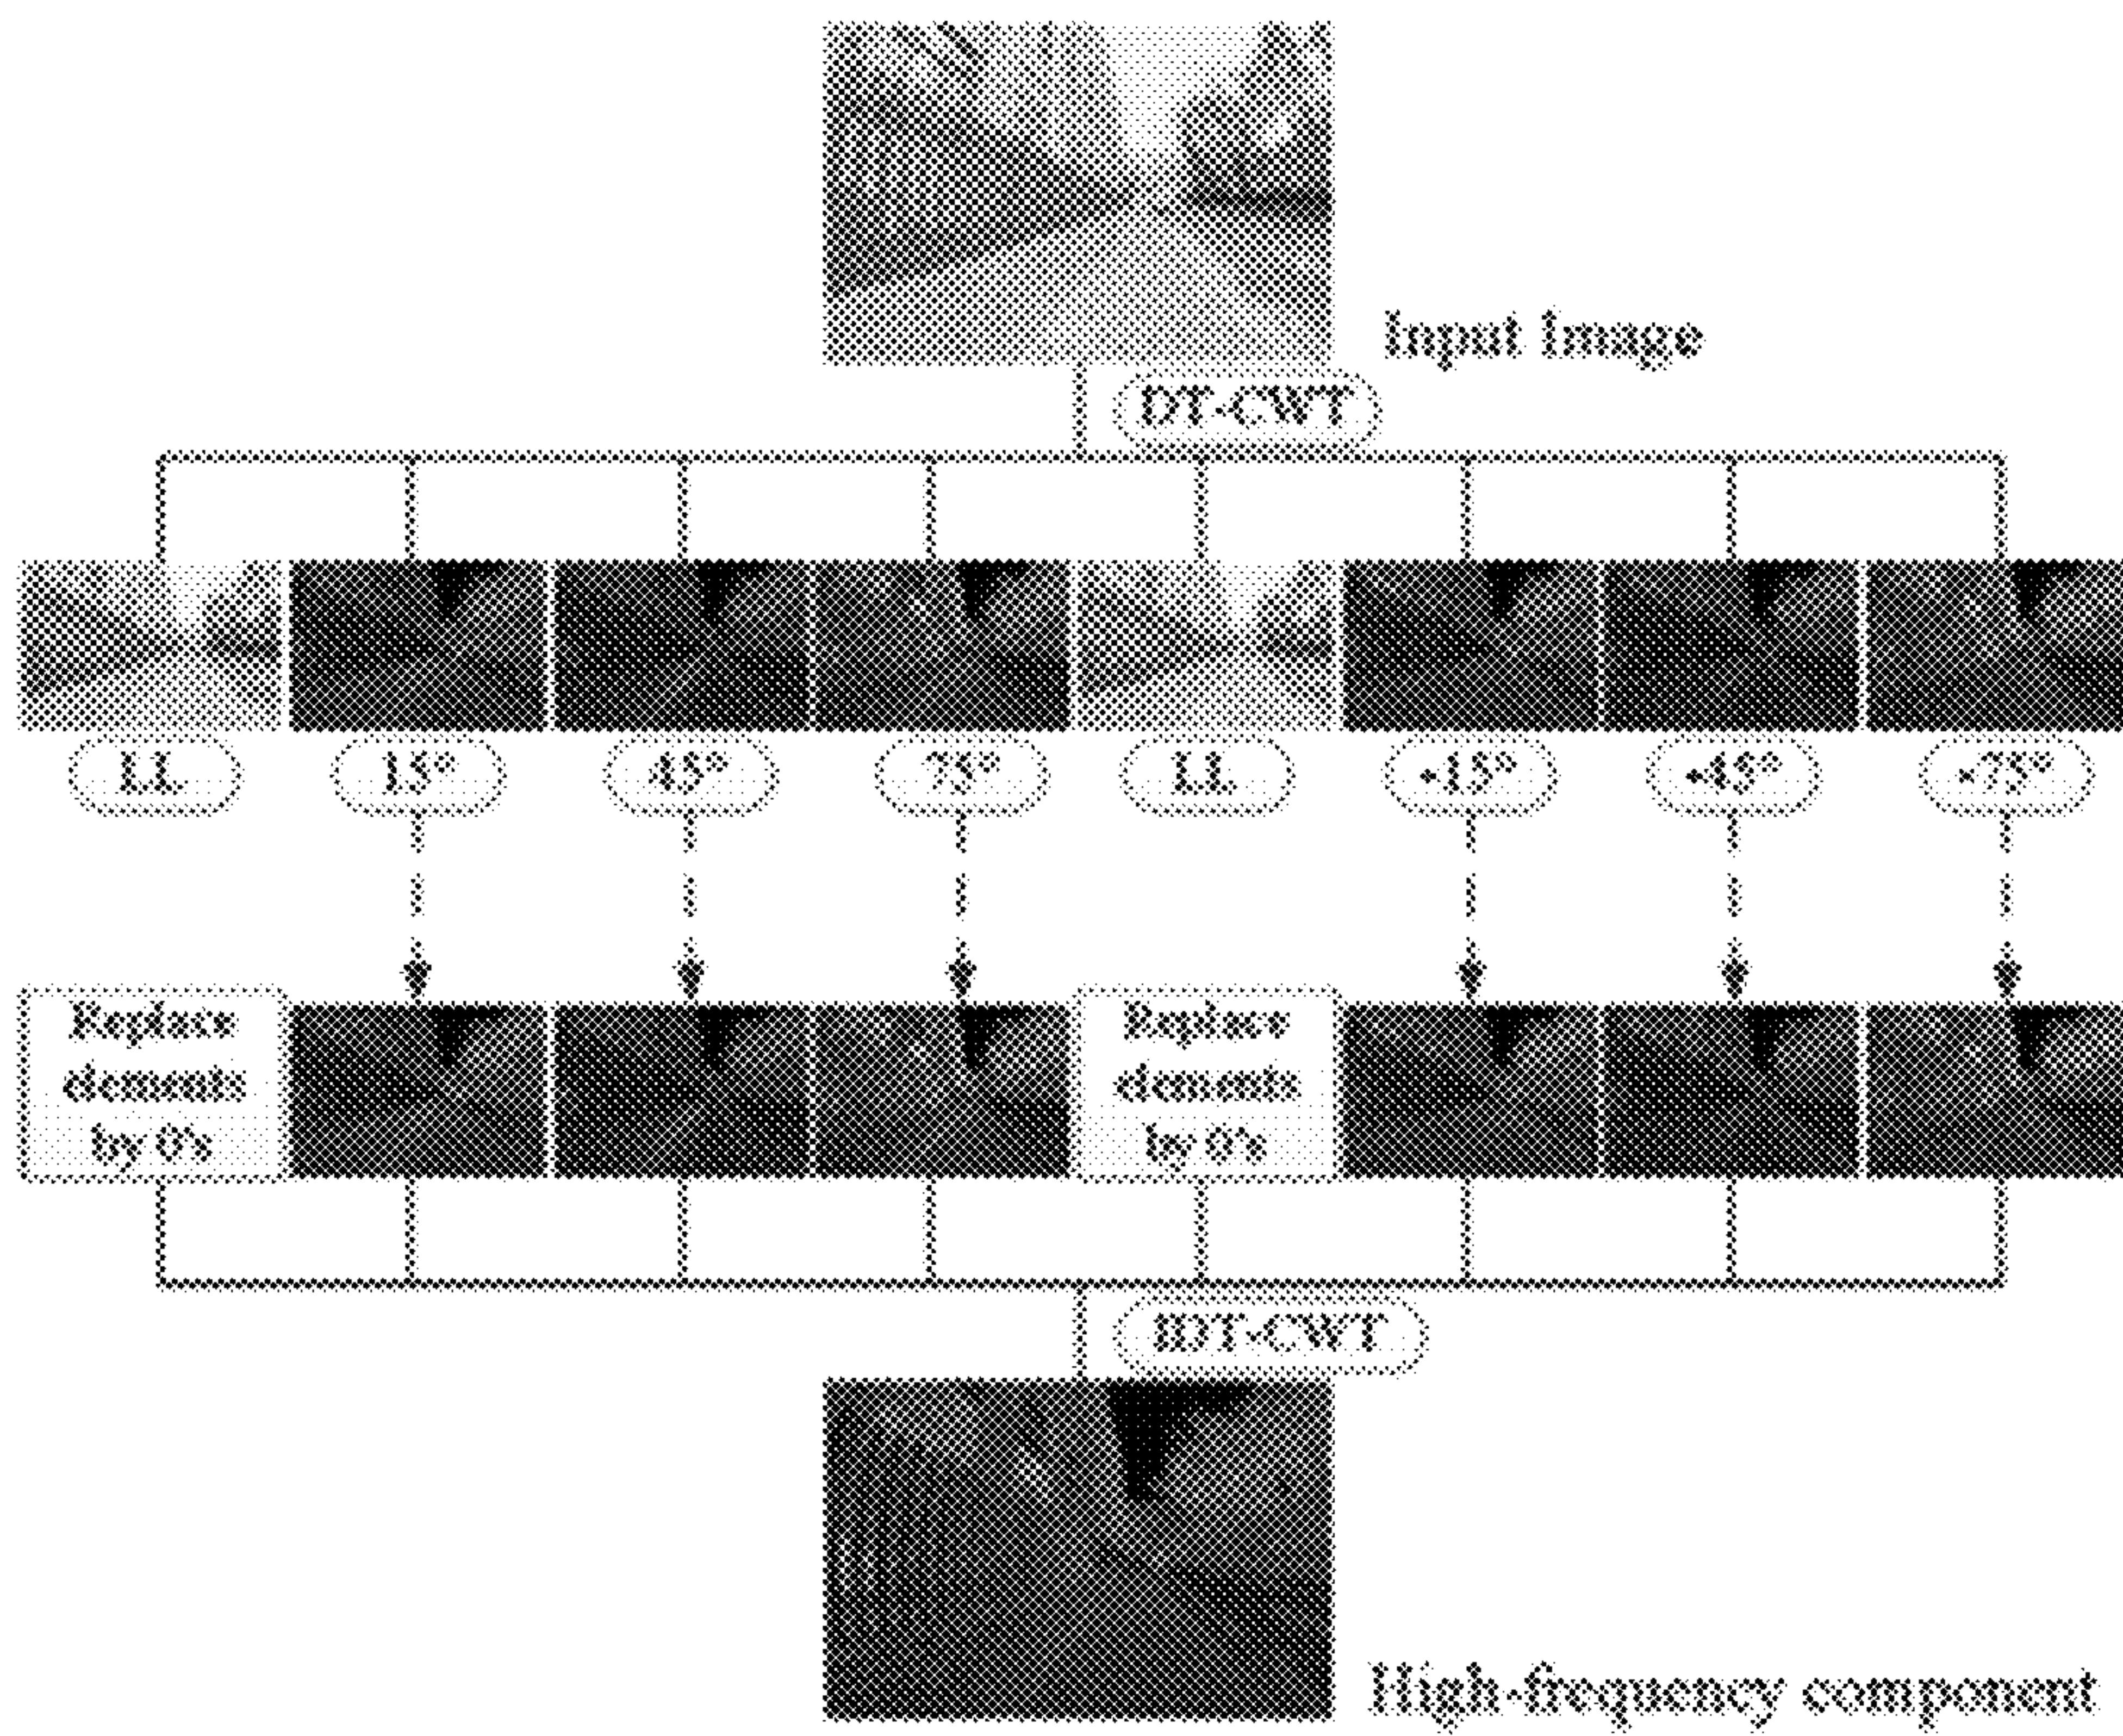 Input Image
DT-CWT
LL 15° 45° 75° LL -15° -45° -75°
Replace
elements
by 0's
Replace
elements
by 0's
IDT-CWT
High-frequency component